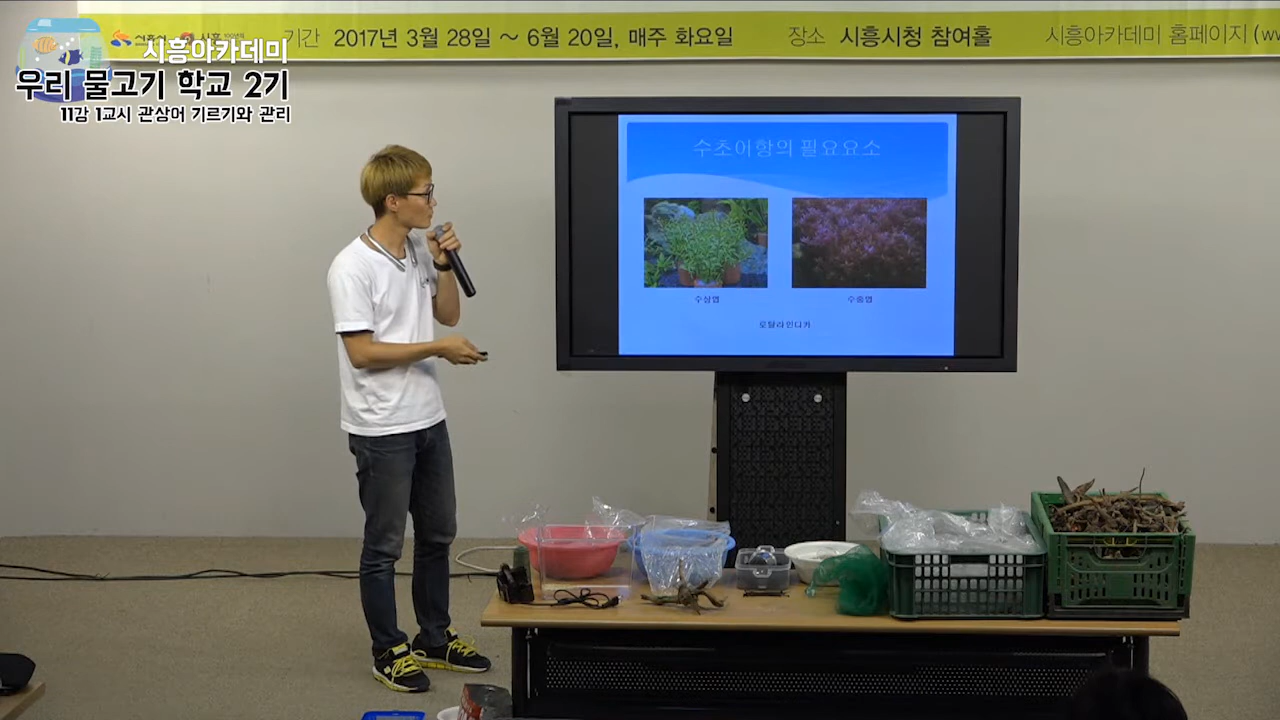 기간 2017년 3월 28일 ~ 6월 20일, 매주 화요일 장소 시흥시청 참여홀 시흥아카데미 홈페이지 (w
시흥아카데미
우리 물고기 학교 2기
11강 1교시 관상어 기르기와 관리
수초어항의 필요요소
수상엽 수중엽
로탈라 인디카